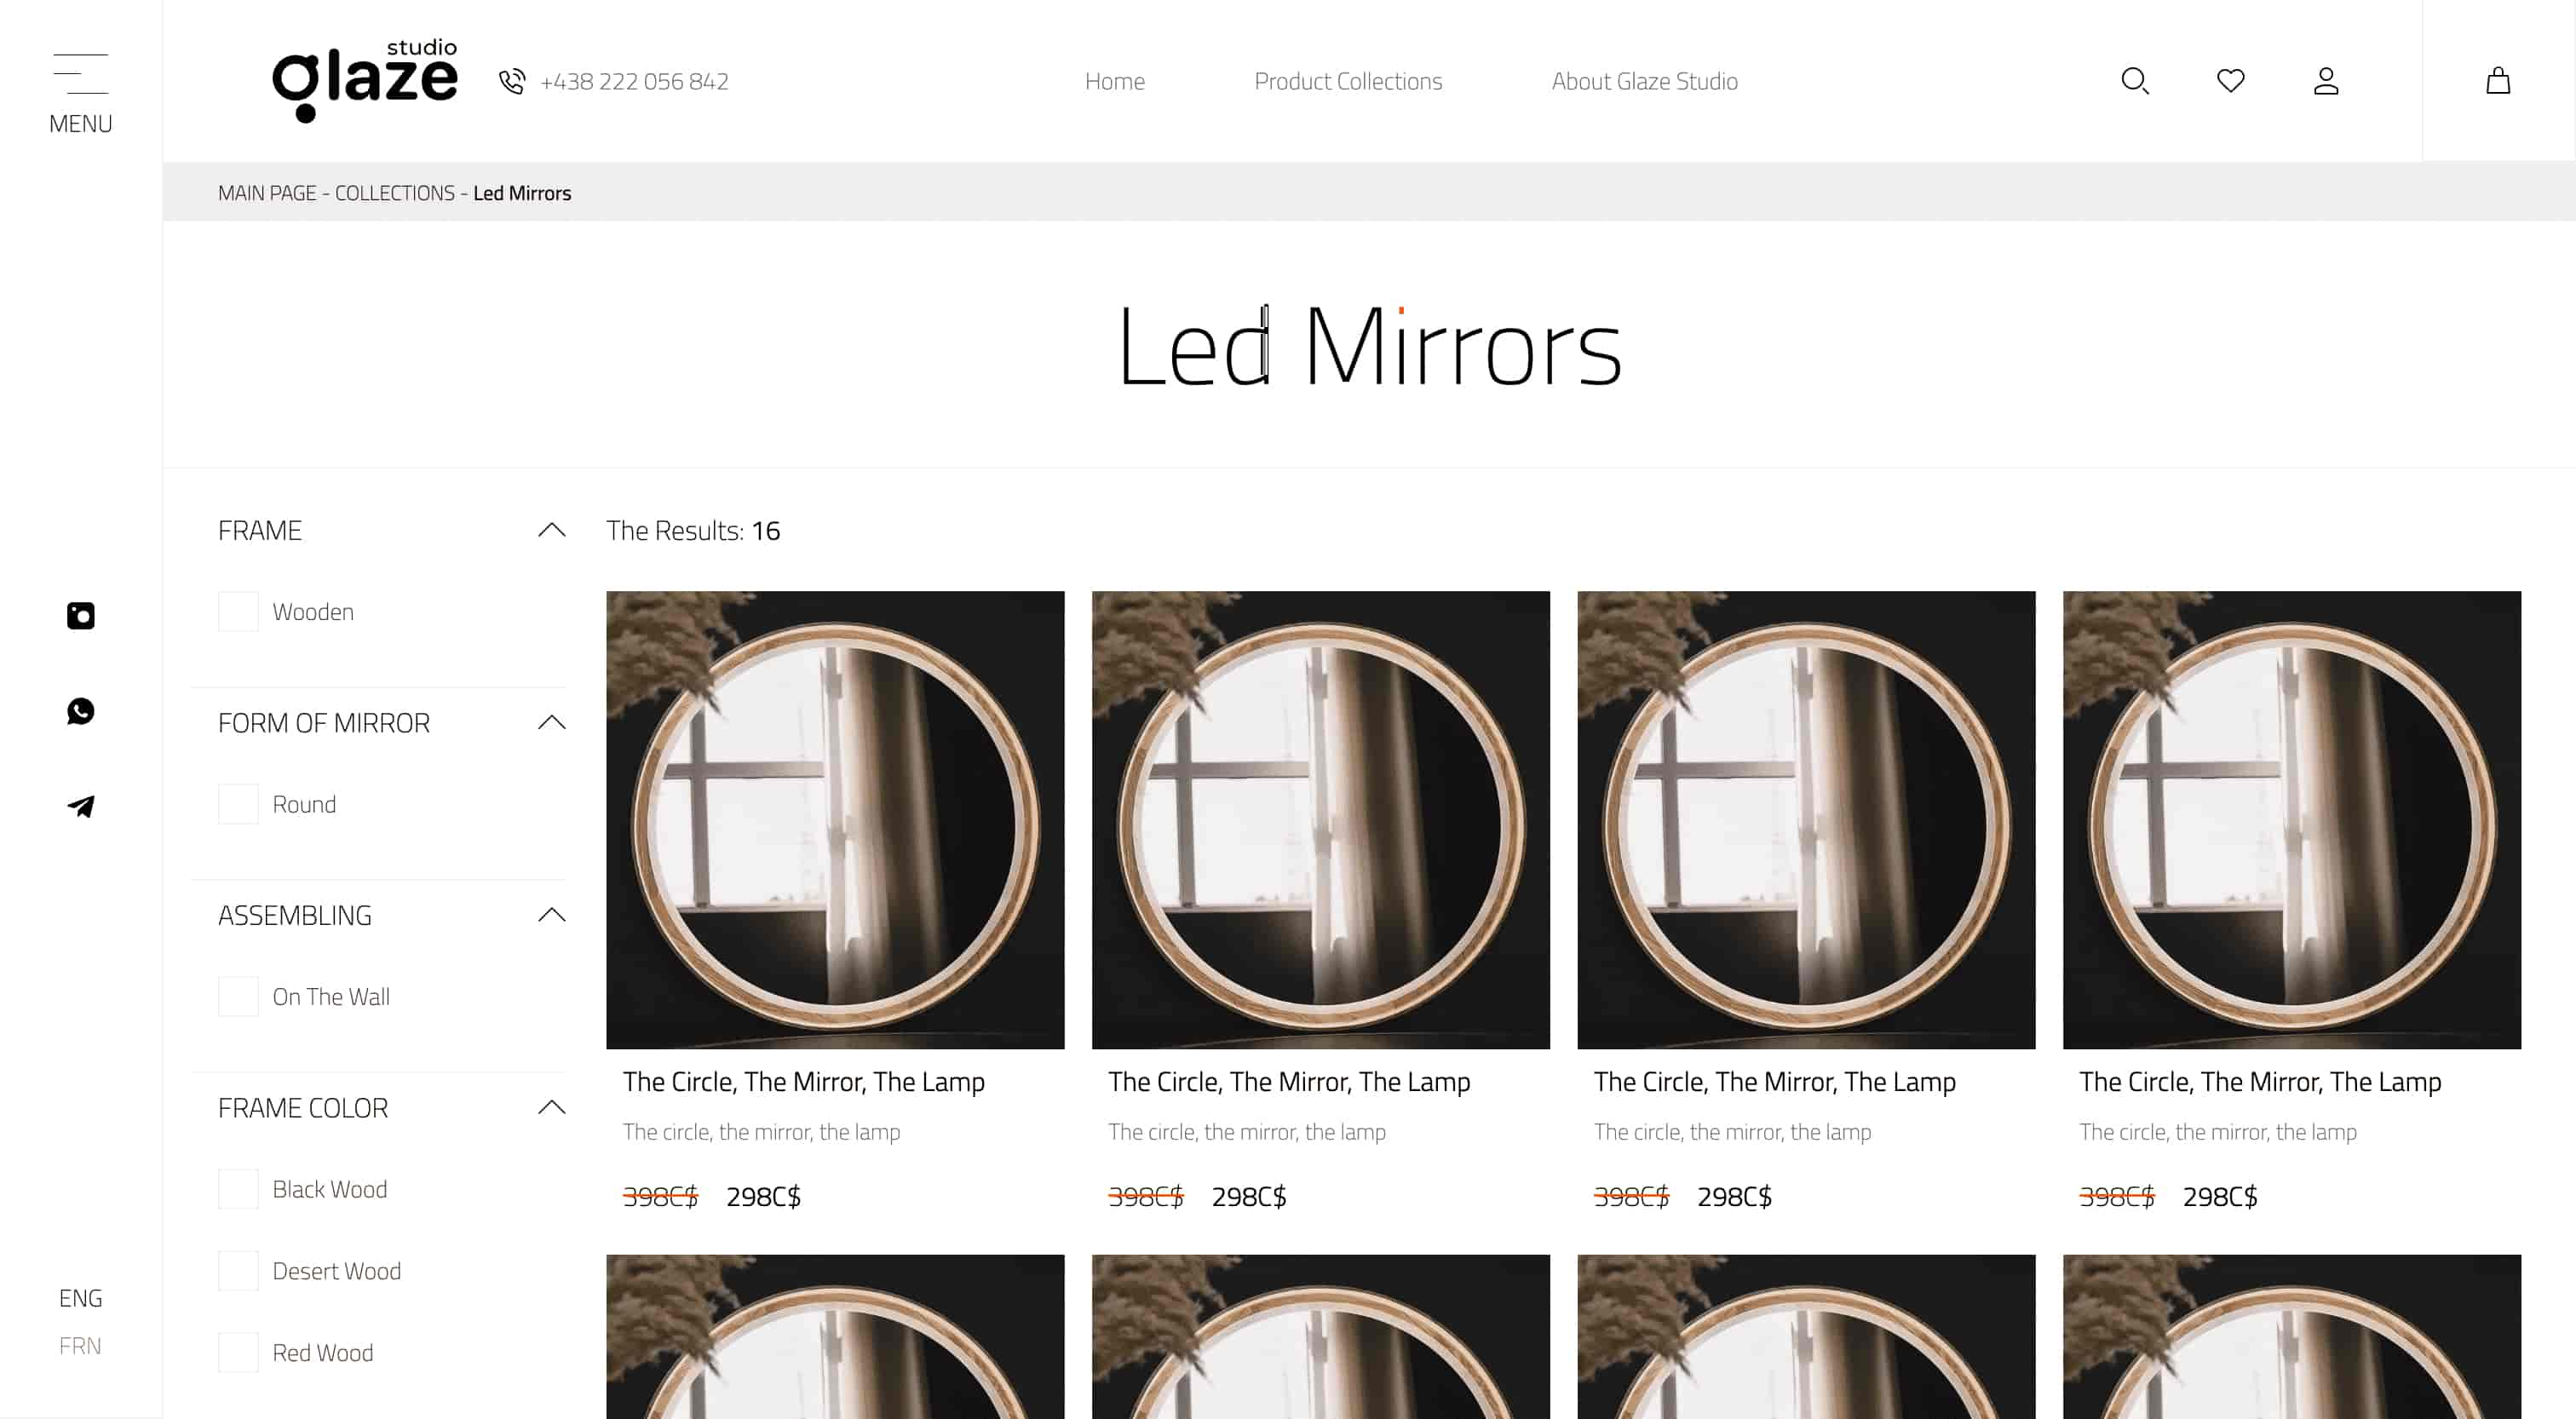 MENU
studio
glaze
+438 222 056 842
Home
Product Collections
About Glaze Studio
MAIN PAGE - COLLECTIONS - Led Mirrors
Led Mirrors
FRAME
Wooden
FORM OF MIRROR
Round
ASSEMBLING
On The Wall
FRAME COLOR
Black Wood
Desert Wood
Red Wood
ENG
FRN
The Results: 16
The Circle, The Mirror, The Lamp
The circle, the mirror, the lamp
398C$ 298C$
The Circle, The Mirror, The Lamp
The circle, the mirror, the lamp
398C$ 298C$
The Circle, The Mirror, The Lamp
The circle, the mirror, the lamp
398C$ 298C$
The Circle, The Mirror, The Lamp
The circle, the mirror, the lamp
398C$ 298C$